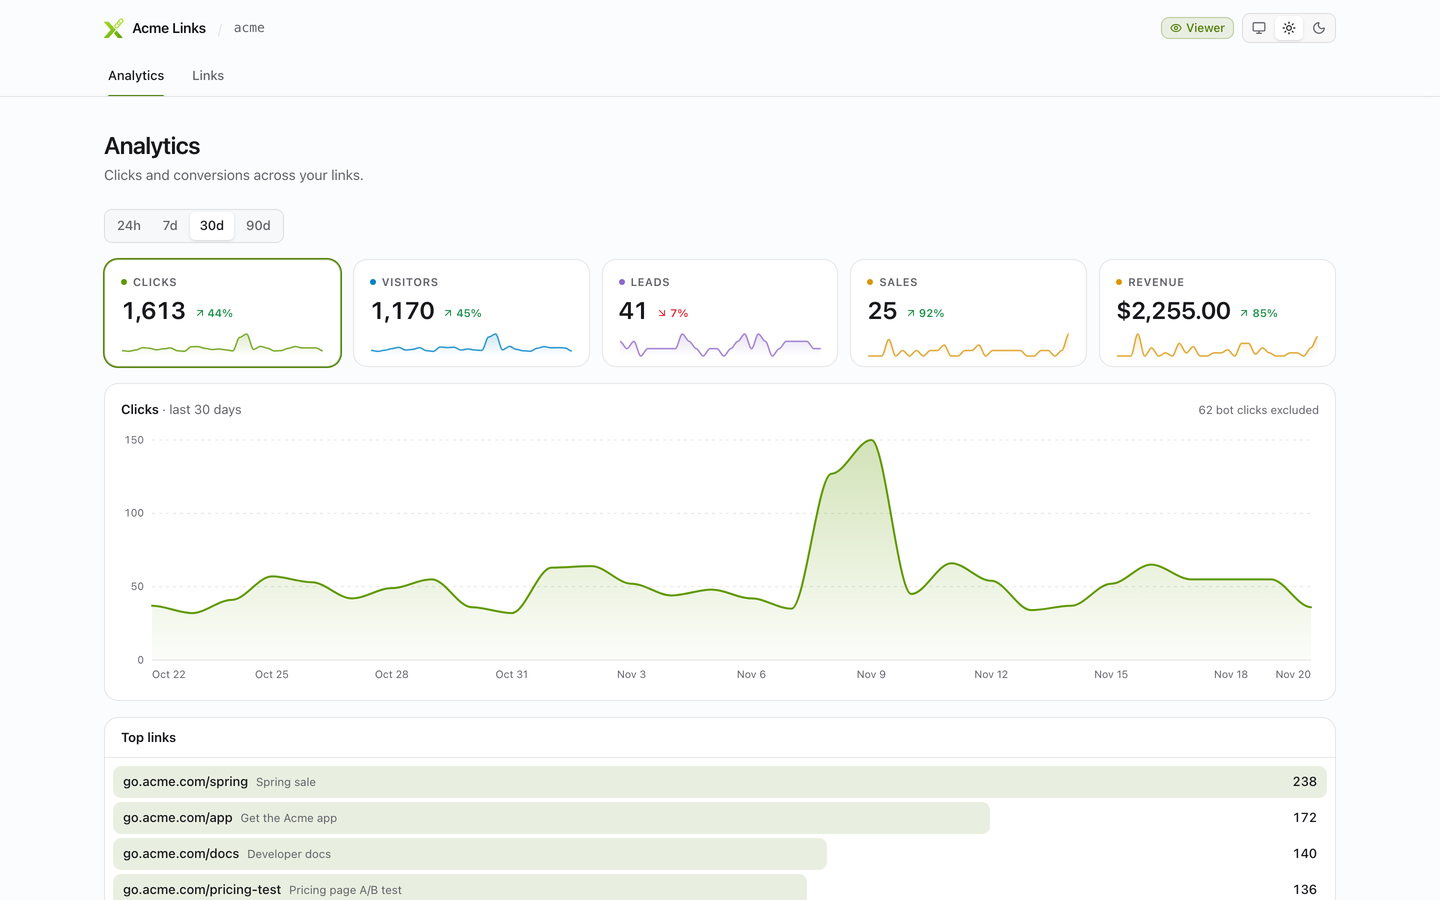 Acme Links / acme
Viewer
Analytics Links
Analytics
Clicks and conversions across your links.
24h 7d 30d 90d
CLICKS
1,613 44%
VISITORS
1,170 45%
LEADS
41 7%
SALES
25 92%
REVENUE
$2,255.00 85%
Clicks · last 30 days
62 bot clicks excluded
150
100
50
0
Oct 22 Oct 25 Oct 28 Oct 31 Nov 3 Nov 6 Nov 9 Nov 12 Nov 15 Nov 18 Nov 20
Top links
go.acme.com/spring Spring sale 238
go.acme.com/app Get the Acme app 172
go.acme.com/docs Developer docs 140
go.acme.com/pricing-test Pricing page A/B test 136